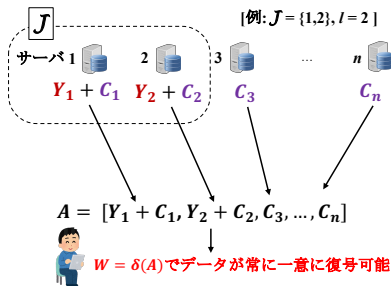 J
[例: J = {1,2}, l = 2 ]
サーバ 1 2 3 ... n
Y₁ + C₁ Y₂ + C₂ C₃ Cₙ
A = [Y₁ + C₁, Y₂ + C₂, C₃, ..., Cₙ]
W = δ(A)でデータが常に一意に復号可能